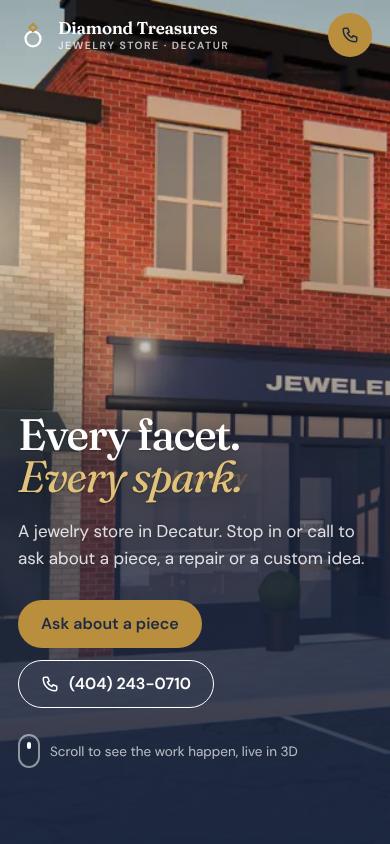 Diamond Treasures
JEWELRY STORE · DECATUR
JEWELE
Every facet.
Every spark.
A jewelry store in Decatur. Stop in or call to
ask about a piece, a repair or a custom idea.
Ask about a piece
(404) 243-0710
Scroll to see the work happen, live in 3D